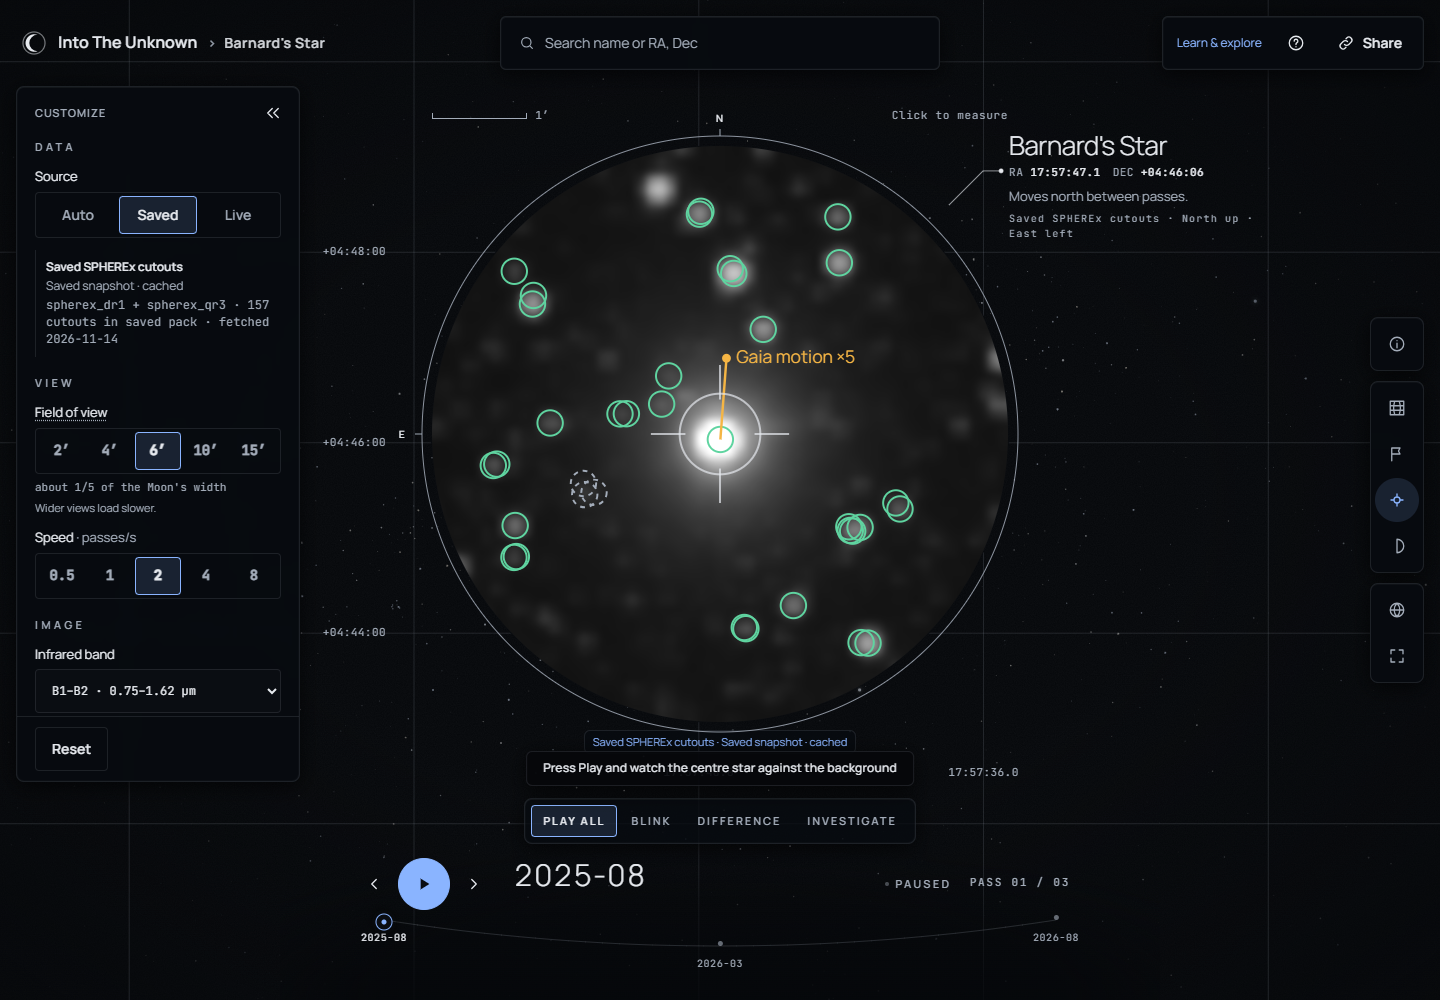 Into The Unknown › Barnard's Star
Search name or RA, Dec
Learn & explore
Share
CUSTOMIZE
DATA
Source
Auto
Saved
Live
Saved SPHEREx cutouts
Saved snapshot · cached
spherex_dr1 + spherex_qr3 · 157
cutouts in saved pack · fetched
2026-11-14
VIEW
Field of view
2′
4′
6′
10′
15′
about 1/5 of the Moon's width
Wider views load slower.
Speed · passes/s
0.5
1
2
4
8
IMAGE
Infrared band
B1–B2 · 0.75–1.62 μm
Reset
1′
N
Click to measure
Barnard's Star
RA 17:57:47.1 DEC +04:46:06
Moves north between passes.
Saved SPHEREx cutouts · North up ·
East left
+04:48:00
Gaia motion ×5
+04:46:00
E
+04:44:00
Saved SPHEREx cutouts · Saved snapshot · cached
Press Play and watch the centre star against the background
17:57:36.0
PLAY ALL
BLINK
DIFFERENCE
INVESTIGATE
2025-08
PAUSED
PASS 01 / 03
2025-08
2026-03
2026-08